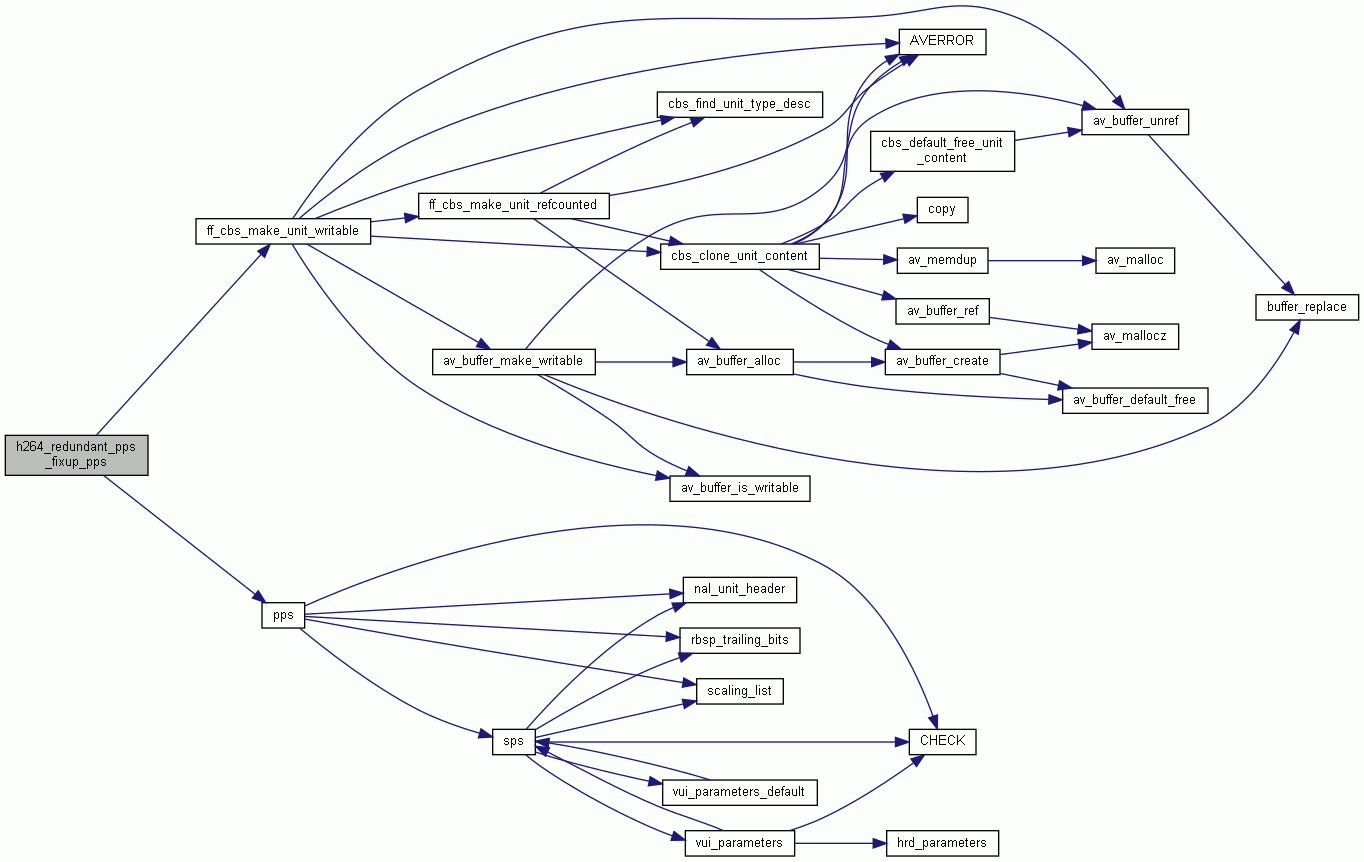 AVERROR
cbs_find_unit_type_desc
av_buffer_unref
cbs_default_free_unit
_content
ff_cbs_make_unit_refcounted
copy
ff_cbs_make_unit_writable
cbs_clone_unit_content
av_memdup
av_malloc
buffer_replace
av_buffer_ref
av_mallocz
av_buffer_make_writable
av_buffer_alloc
av_buffer_create
av_buffer_default_free
h264_redundant_pps
_fixup_pps
av_buffer_is_writable
nal_unit_header
pps
rbsp_trailing_bits
scaling_list
sps
CHECK
vui_parameters_default
vui_parameters
hrd_parameters